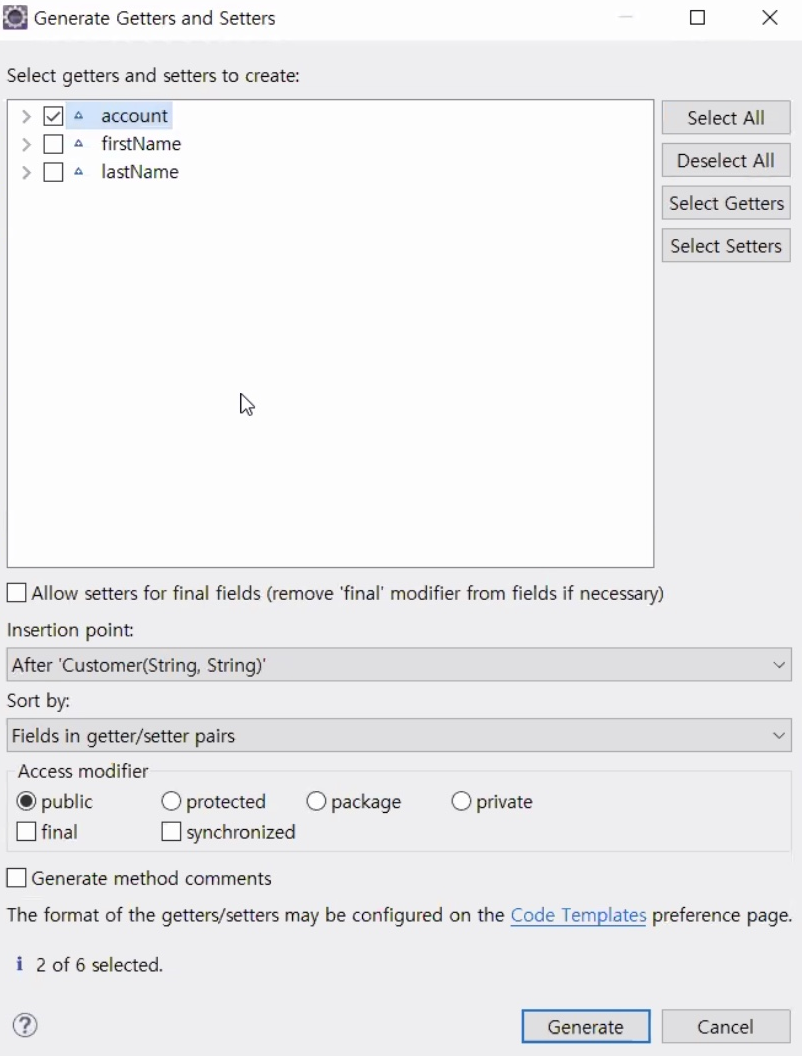 Generate Getters and Setters
Select getters and setters to create:
account
firstName
lastName
Select All
Deselect All
Select Getters
Select Setters
Allow setters for final fields (remove 'final' modifier from fields if necessary)
Insertion point:
After 'Customer(String, String)'
Sort by:
Fields in getter/setter pairs
Access modifier
public protected package private
final synchronized
Generate method comments
The format of the getters/setters may be configured on the Code Templates preference page.
i 2 of 6 selected.
? Generate Cancel